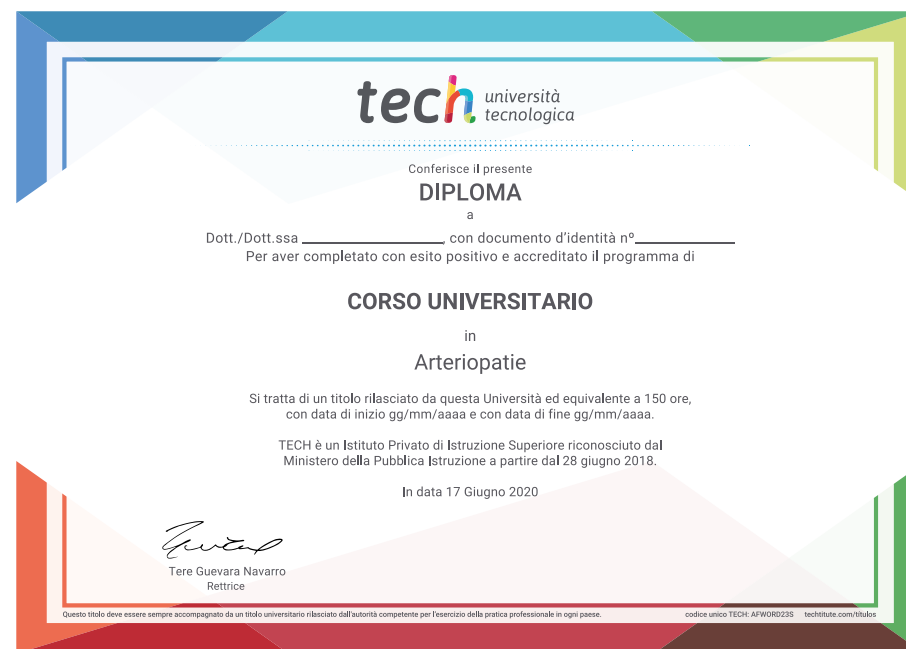 tech università
tecnologica
Conferisce il presente
DIPLOMA
a
Dott./Dott.ssa ____________________, con documento d'identità nº______________
Per aver completato con esito positivo e accreditato il programma di
CORSO UNIVERSITARIO
in
Arteriopatie
Si tratta di un titolo rilasciato da questa Università ed equivalente a 150 ore,
con data di inizio gg/mm/aaaa e con data di fine gg/mm/aaaa.
TECH è un Istituto Privato di Istruzione Superiore riconosciuto dal
Ministero della Pubblica Istruzione a partire dal 28 giugno 2018.
In data 17 Giugno 2020
Tere Guevara Navarro
Rettrice
Questo titolo deve essere sempre accompagnato da un titolo universitario rilasciato dall'autorità competente per l'esercizio della pratica professionale in ogni paese. codice unico TECH: AFWORD23S techtitute.com/titulos